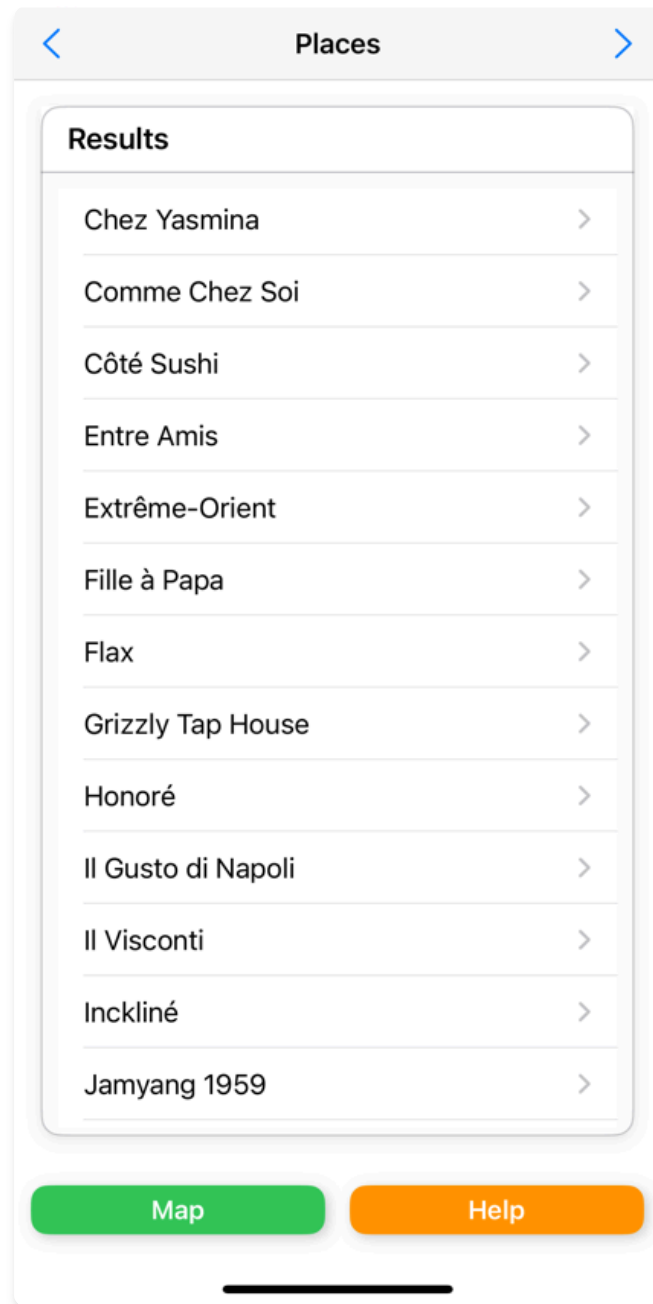 Places
Results
Chez Yasmina
Comme Chez Soi
Côté Sushi
Entre Amis
Extrême-Orient
Fille à Papa
Flax
Grizzly Tap House
Honoré
Il Gusto di Napoli
Il Visconti
Inckliné
Jamyang 1959
Map Help